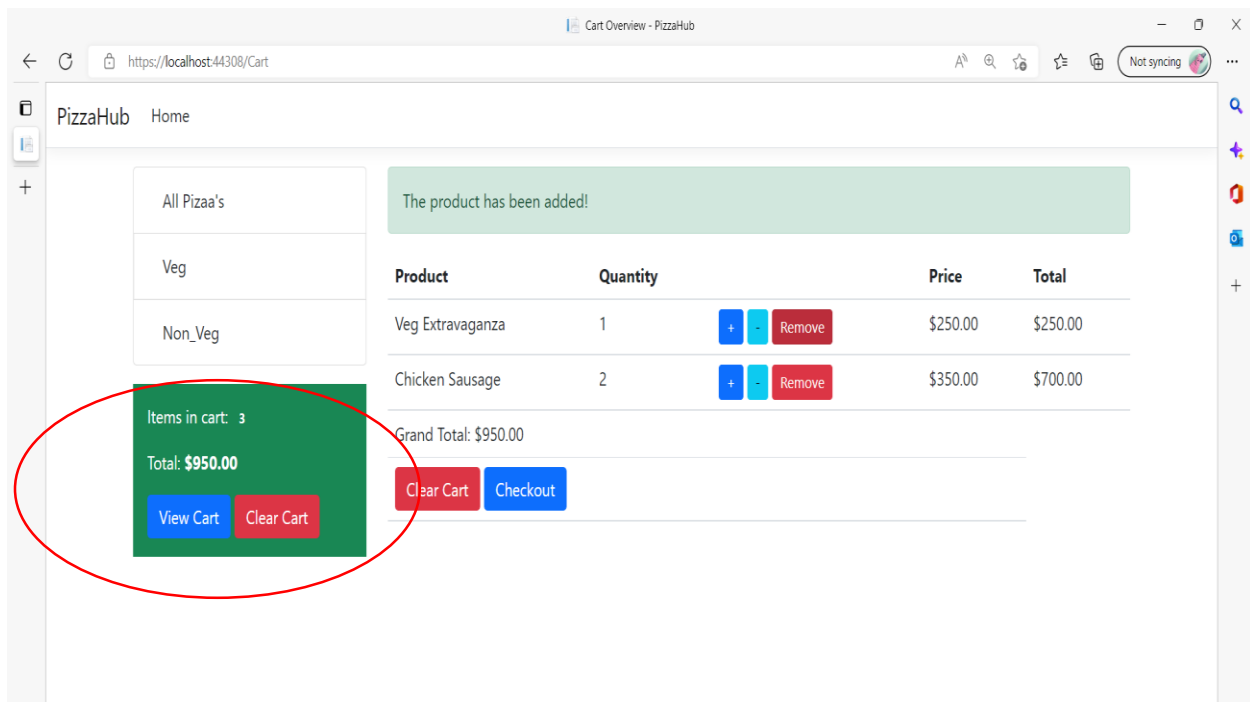 Cart Overview - PizzaHub
https://localhost:44308/Cart
Not syncing
PizzaHub Home
All Pizaa's
Veg
Non_Veg
Items in cart: 3
Total: $950.00
View Cart Clear Cart
The product has been added!
Product Quantity Price Total
Veg Extravaganza 1 + - Remove $250.00 $250.00
Chicken Sausage 2 + - Remove $350.00 $700.00
Grand Total: $950.00
Clear Cart Checkout